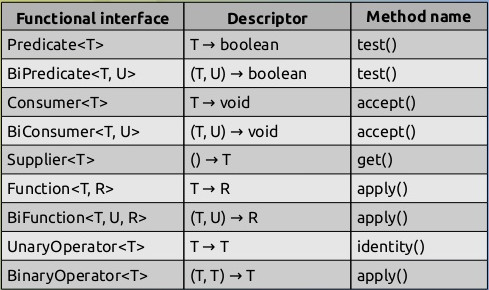 Functional interface Descriptor Method name
Predicate<T> T → boolean test()
BiPredicate<T, U> (T, U) → boolean test()
Consumer<T> T → void accept()
BiConsumer<T, U> (T, U) → void accept()
Supplier<T> () → T get()
Function<T, R> T → R apply()
BiFunction<T, U, R> (T, U) → R apply()
UnaryOperator<T> T → T identity()
BinaryOperator<T> (T, T) → T apply()